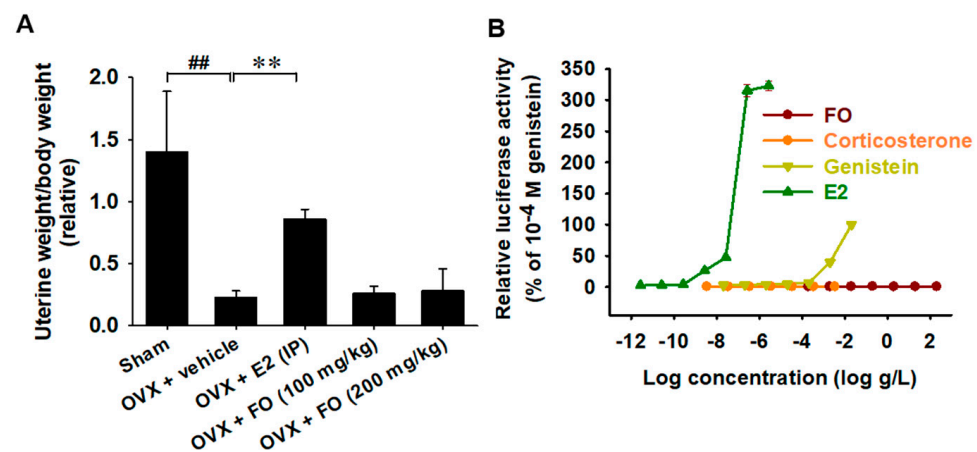 A
Uterine weight/body weight
(relative)
2.0
1.5
1.0
0.5
0.0
##
**
Sham
OVX + vehicle
OVX + E2 (IP)
OVX + FO (100 mg/kg)
OVX + FO (200 mg/kg)
B
Relative luciferase activity
(% of 10⁻⁴ M genistein)
350
300
250
200
150
100
50
0
FO
Corticosterone
Genistein
E2
-12 -10 -8 -6 -4 -2 0 2
Log concentration (log g/L)